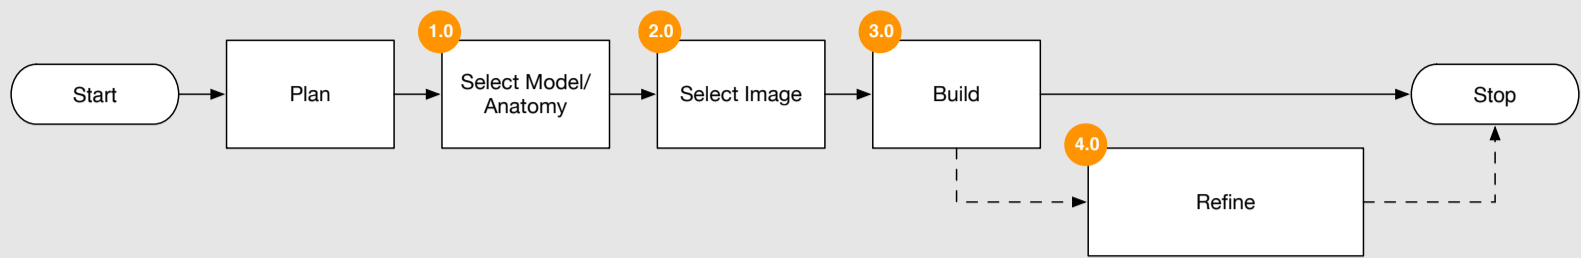 1.0
2.0
3.0
Start
Plan
Select Model/
Anatomy
Select Image
Build
Stop
4.0
Refine